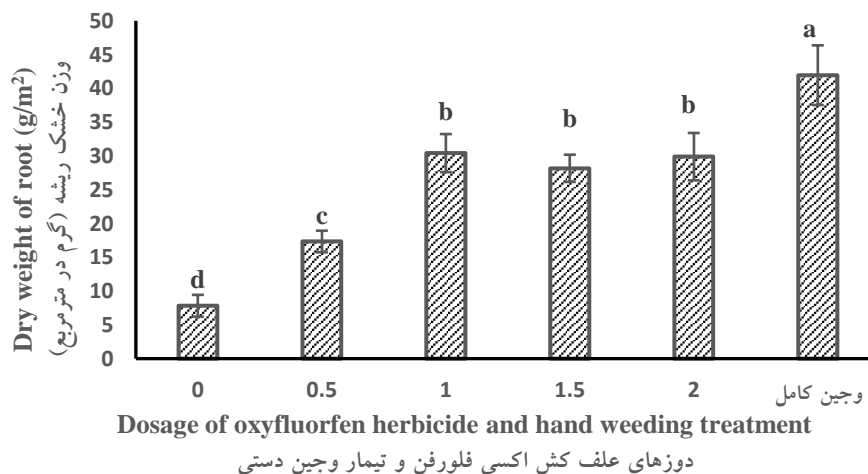 Dry weight of root (g/m²)
وزن خشک ریشه (گرم در مترمربع)
50
45
40
35
30
25
20
15
10
5
0
d
c
b
b
b
a
0 0.5 1 1.5 2 وجین کامل
Dosage of oxyfluorfen herbicide and hand weeding treatment
دوزهای علف کش اکسی فلورفن و تیمار وجین دستی